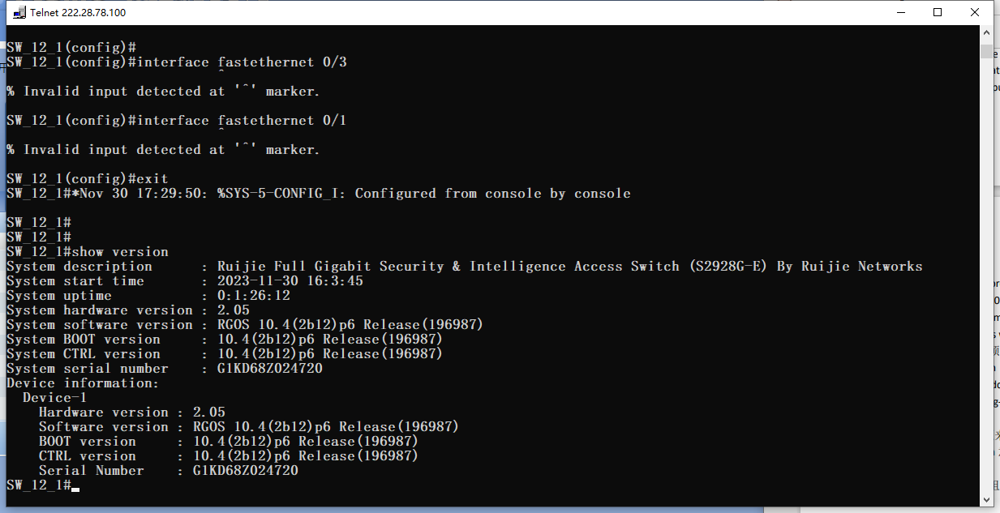 Telnet 222.28.78.100
SW_12_1(config)#
SW_12_1(config)#interface fastethernet 0/3
^
% Invalid input detected at '^' marker.
SW_12_1(config)#interface fastethernet 0/1
^
% Invalid input detected at '^' marker.
SW_12_1(config)#exit
SW_12_1#*Nov 30 17:29:50: %SYS-5-CONFIG_I: Configured from console by console
SW_12_1#
SW_12_1#
SW_12_1#show version
System description      : Ruijie Full Gigabit Security & Intelligence Access Switch (S2928G-E) By Ruijie Networks
System start time       : 2023-11-30 16:3:45
System uptime           : 0:1:26:12
System hardware version : 2.05
System software version : RGOS 10.4(2b12)p6 Release(196987)
System BOOT version     : 10.4(2b12)p6 Release(196987)
System CTRL version     : 10.4(2b12)p6 Release(196987)
System serial number    : G1KD68Z024720
Device information:
  Device-1
    Hardware version : 2.05
    Software version : RGOS 10.4(2b12)p6 Release(196987)
    BOOT version     : 10.4(2b12)p6 Release(196987)
    CTRL version     : 10.4(2b12)p6 Release(196987)
    Serial Number    : G1KD68Z024720
SW_12_1#